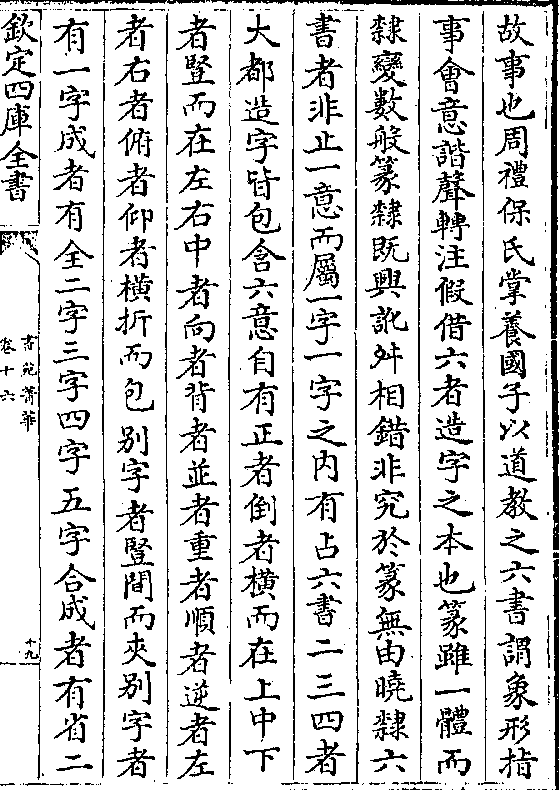 故事也周禮保氏掌養國子以道教之六書謂象形指
事會意諧聲轉注假借六者造字之本也篆雖一體而
隸變數般篆隸既興訛舛相錯非究於篆無由曉隸六
書者非止一意而屬一字一字之内有占六書二三四者
大都造字皆包含六意自有正者倒者横而在上中下
者豎而在左右中者向者背者並者重者順者逆者左
者右者俯者仰者横折而包别字者豎間而夾别字者
有一字成者有全二字三字四字五字合成者有省二
欽定四庫全書
書苑菁華
卷十六
十九